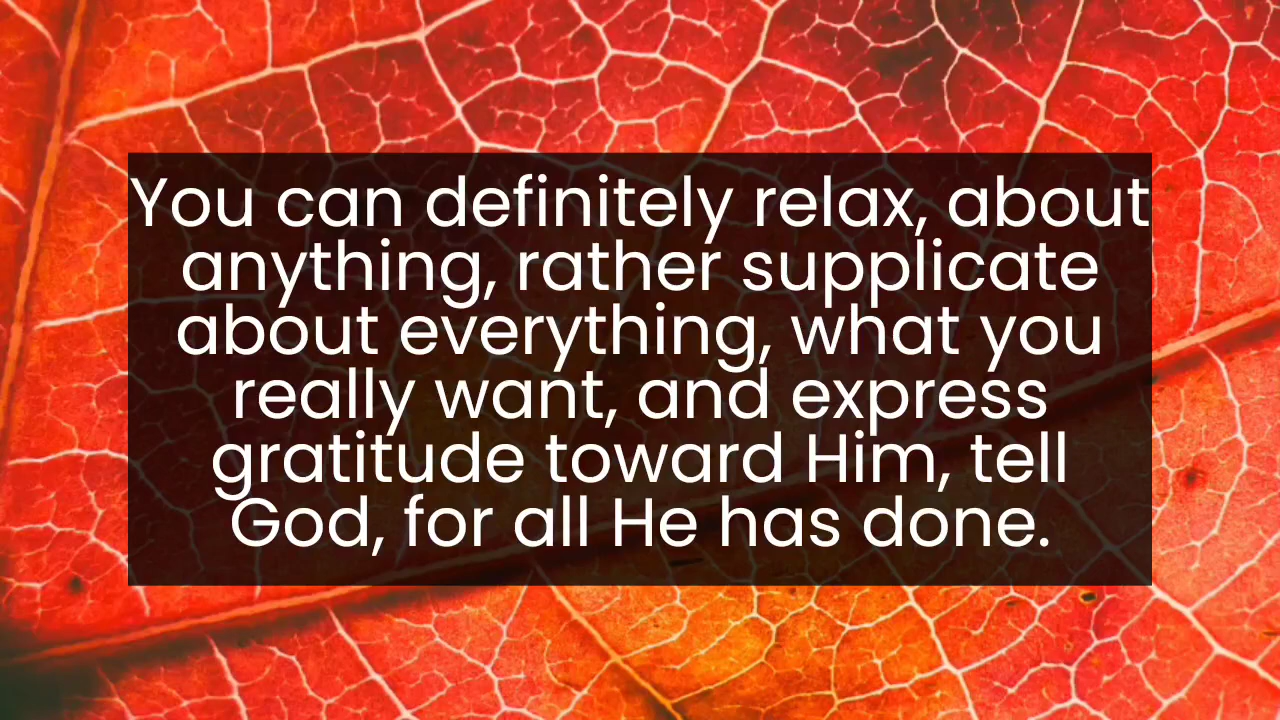 You can definitely relax, about
anything, rather supplicate
about everything, what you
really want, and express
gratitude toward Him, tell
God, for all He has done.